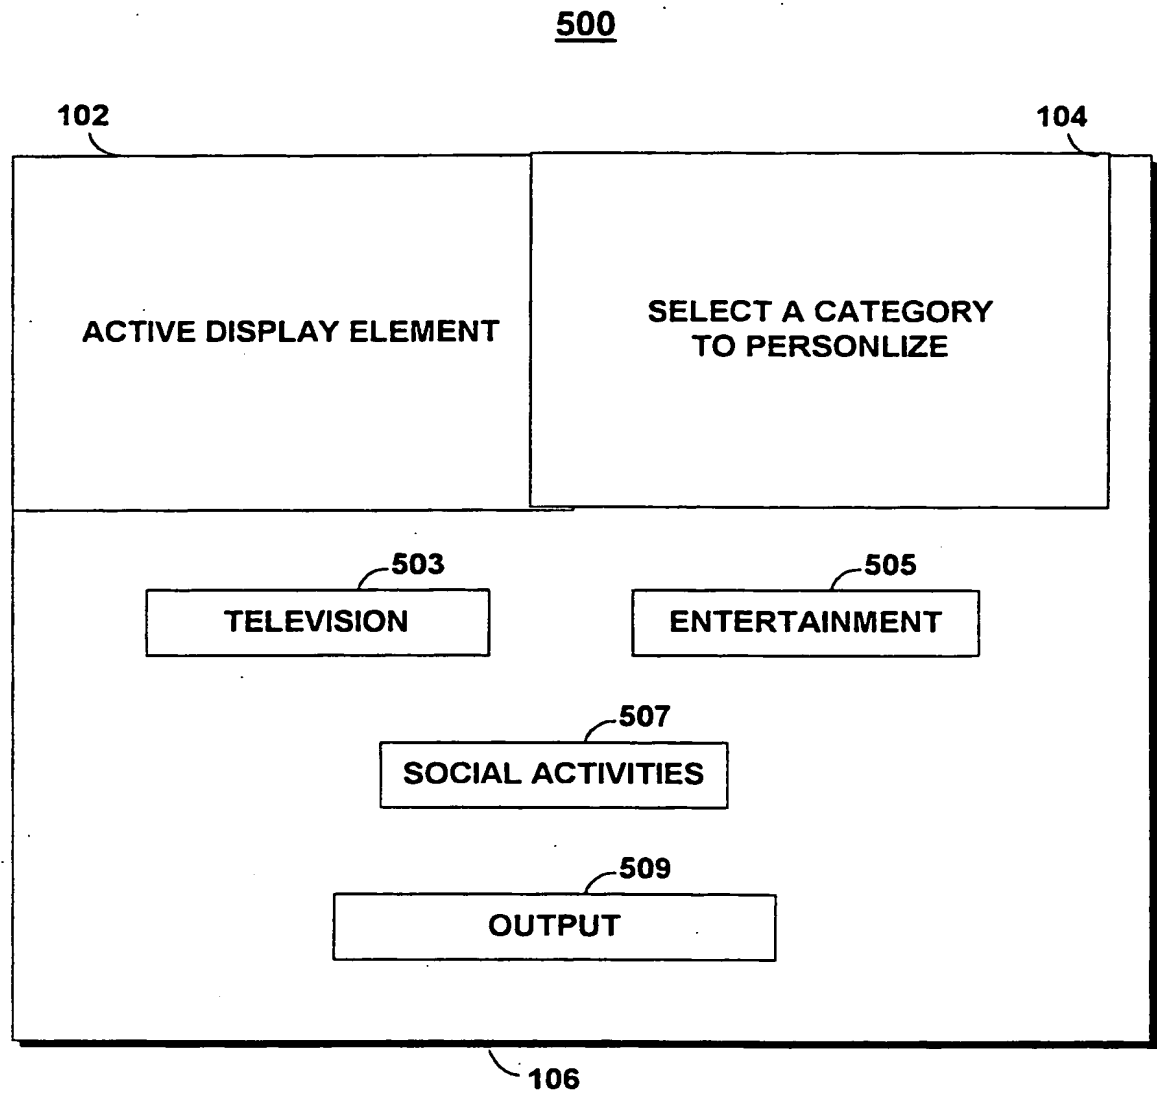 500
102
104
ACTIVE DISPLAY ELEMENT
SELECT A CATEGORY
TO PERSONLIZE
503
505
TELEVISION
ENTERTAINMENT
507
SOCIAL ACTIVITIES
509
OUTPUT
106